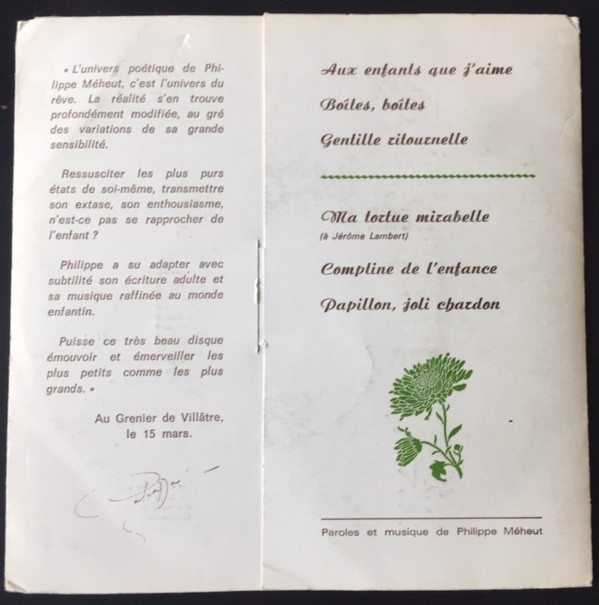 « L'univers poétique de Phi-
lippe Méheut, c'est l'univers du
rêve. La réalité s'en trouve
profondément modifiée, au gré
des variations de sa grande
sensibilité.
Ressusciter les plus purs
états de soi-même, transmettre
son extase, son enthousiasme,
n'est-ce pas se rapprocher de
l'enfant ?
Philippe a su adapter avec
subtilité son écriture adulte et
sa musique raffinée au monde
enfantin.
Puisse ce très beau disque
émouvoir et émerveiller les
plus petits comme les plus
grands. »
Au Grenier de Villâtre,
le 15 mars.
Aux enfants que j'aime
Boîtes, boîtes
Gentille ritournelle
Ma tortue mirabelle
(à Jérôme Lambert)
Compline de l'enfance
Papillon, joli chardon
Paroles et musique de Philippe Méheut